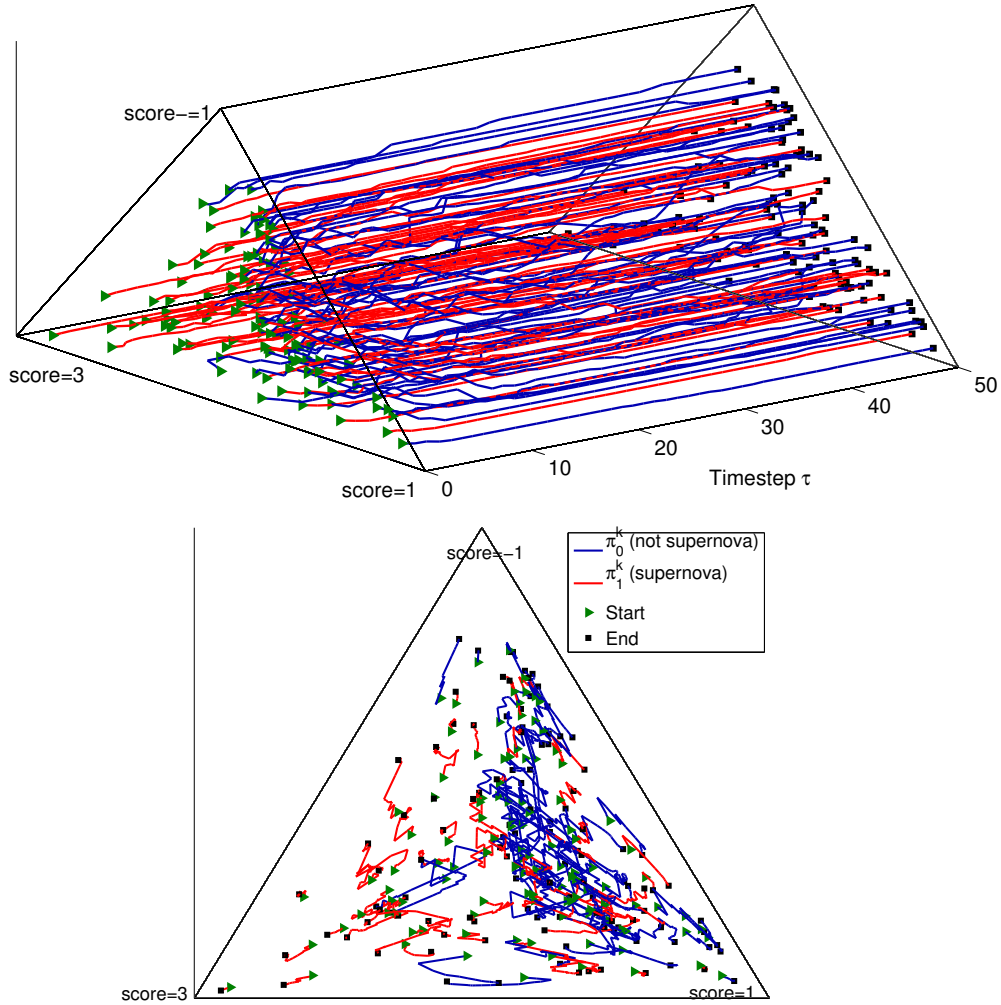 score-=1
score=3
score=1
0
10
20
30
40
50
Timestep τ
score=-1
π₀ᵏ (not supernova)
π₁ᵏ (supernova)
Start
End
score=3
score=1